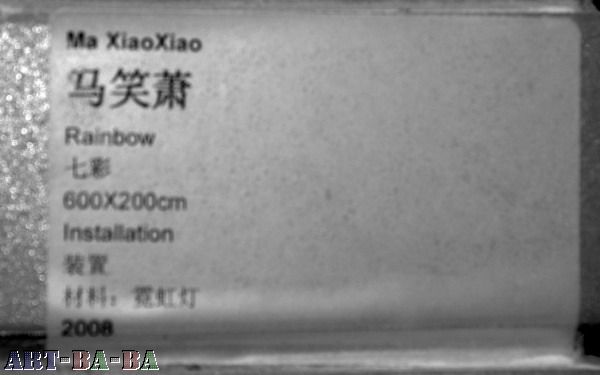 Ma XiaoXiao
马笑萧
Rainbow
七彩
600X200cm
Installation
装置
材料：霓虹灯
2008
ART-BA-BA